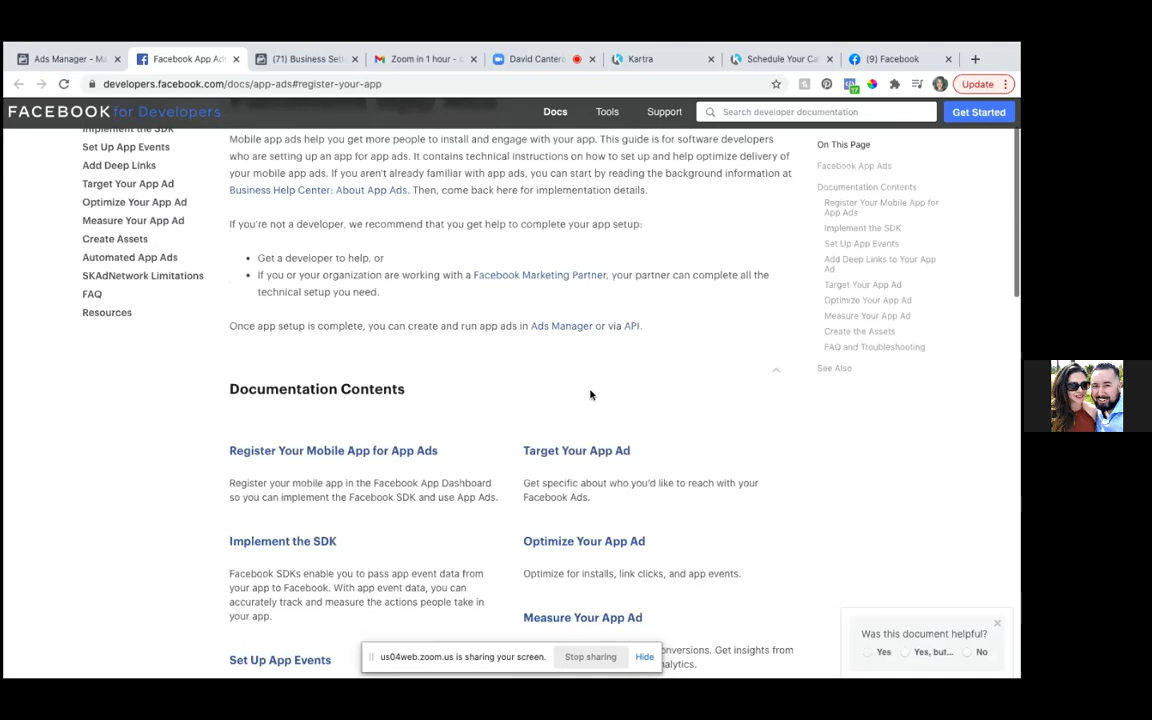 Ads Manager - Ma
Facebook App Ads
(71) Business Sett
Zoom in 1 hour - c
David Cantero
Kartra
Schedule Your Ca
(9) Facebook
developers.facebook.com/docs/app-ads#register-your-app
17
Update
FACEBOOK for Developers
Docs
Tools
Support
Search developer documentation
Get Started
Implement the SDK
Set Up App Events
Add Deep Links
Target Your App Ad
Optimize Your App Ad
Measure Your App Ad
Create Assets
Automated App Ads
SKAdNetwork Limitations
FAQ
Resources
Mobile app ads help you get more people to install and engage with your app. This guide is for software developers
who are setting up an app for app ads. It contains technical instructions on how to set up and help optimize delivery of
your mobile app ads. If you aren't already familiar with app ads, you can start by reading the background information at
Business Help Center: About App Ads. Then, come back here for implementation details.
If you're not a developer, we recommend that you get help to complete your app setup:
• Get a developer to help, or
• If you or your organization are working with a Facebook Marketing Partner, your partner can complete all the
technical setup you need.
Once app setup is complete, you can create and run app ads in Ads Manager or via API.
Documentation Contents
Register Your Mobile App for App Ads
Register your mobile app in the Facebook App Dashboard
so you can implement the Facebook SDK and use App Ads.
Implement the SDK
Facebook SDKs enable you to pass app event data from
your app to Facebook. With app event data, you can
accurately track and measure the actions people take in
your app.
Set Up App Events
Target Your App Ad
Get specific about who you'd like to reach with your
Facebook Ads.
Optimize Your App Ad
Optimize for installs, link clicks, and app events.
Measure Your App Ad
onversions. Get insights from
nalytics.
On This Page
Facebook App Ads
Documentation Contents
Register Your Mobile App for
App Ads
Implement the SDK
Set Up App Events
Add Deep Links to Your App
Ad
Target Your App Ad
Optimize Your App Ad
Measure Your App Ad
Create the Assets
FAQ and Troubleshooting
See Also
Was this document helpful?
Yes
Yes, but...
No
us04web.zoom.us is sharing your screen.
Stop sharing
Hide